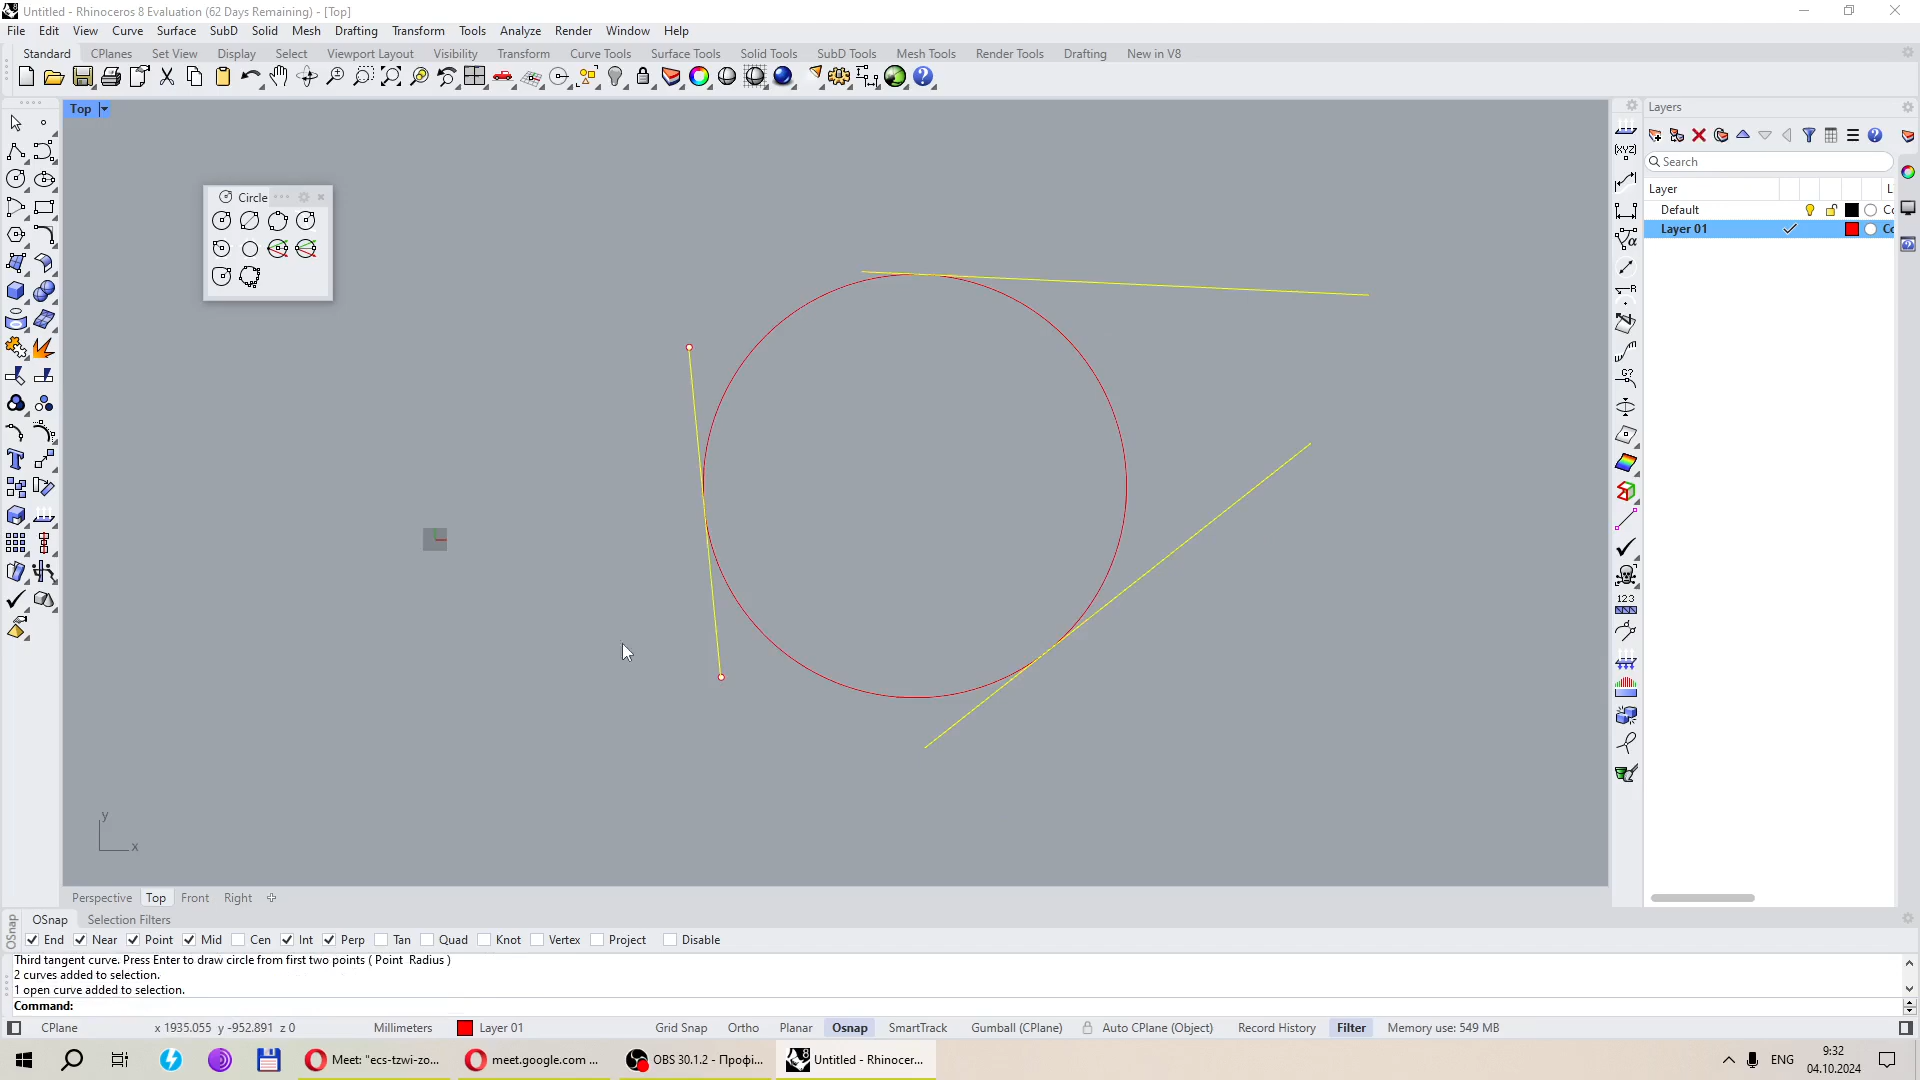 Untitled - Rhinoceros 8 Evaluation (62 Days Remaining) - [Top]
File Edit View Curve Surface SubD Solid Mesh Drafting Transform Tools Analyze Render Window Help
Standard CPlanes Set View Display Select Viewport Layout Visibility Transform Curve Tools Surface Tools Solid Tools SubD Tools Mesh Tools Render Tools Drafting New in V8
Top
Layers
Search
Layer L
Default Co
Layer 01 Co
Circle
(XYZ)
R
G?
123
y
x
Perspective Top Front Right
OSnap
OSnap Selection Filters
End Near Point Mid Cen Int Perp Tan Quad Knot Vertex Project Disable
Third tangent curve. Press Enter to draw circle from first two points ( Point Radius )
2 curves added to selection.
1 open curve added to selection.
Command:
CPlane x 1935.055 y -952.891 z 0 Millimeters Layer 01 Grid Snap Ortho Planar Osnap SmartTrack Gumball (CPlane) Auto CPlane (Object) Record History Filter Memory use: 549 MB
Meet: "ecs-tzwi-zo... meet.google.com ... OBS 30.1.2 - Профі... Untitled - Rhinocer... ENG 9:32
04.10.2024